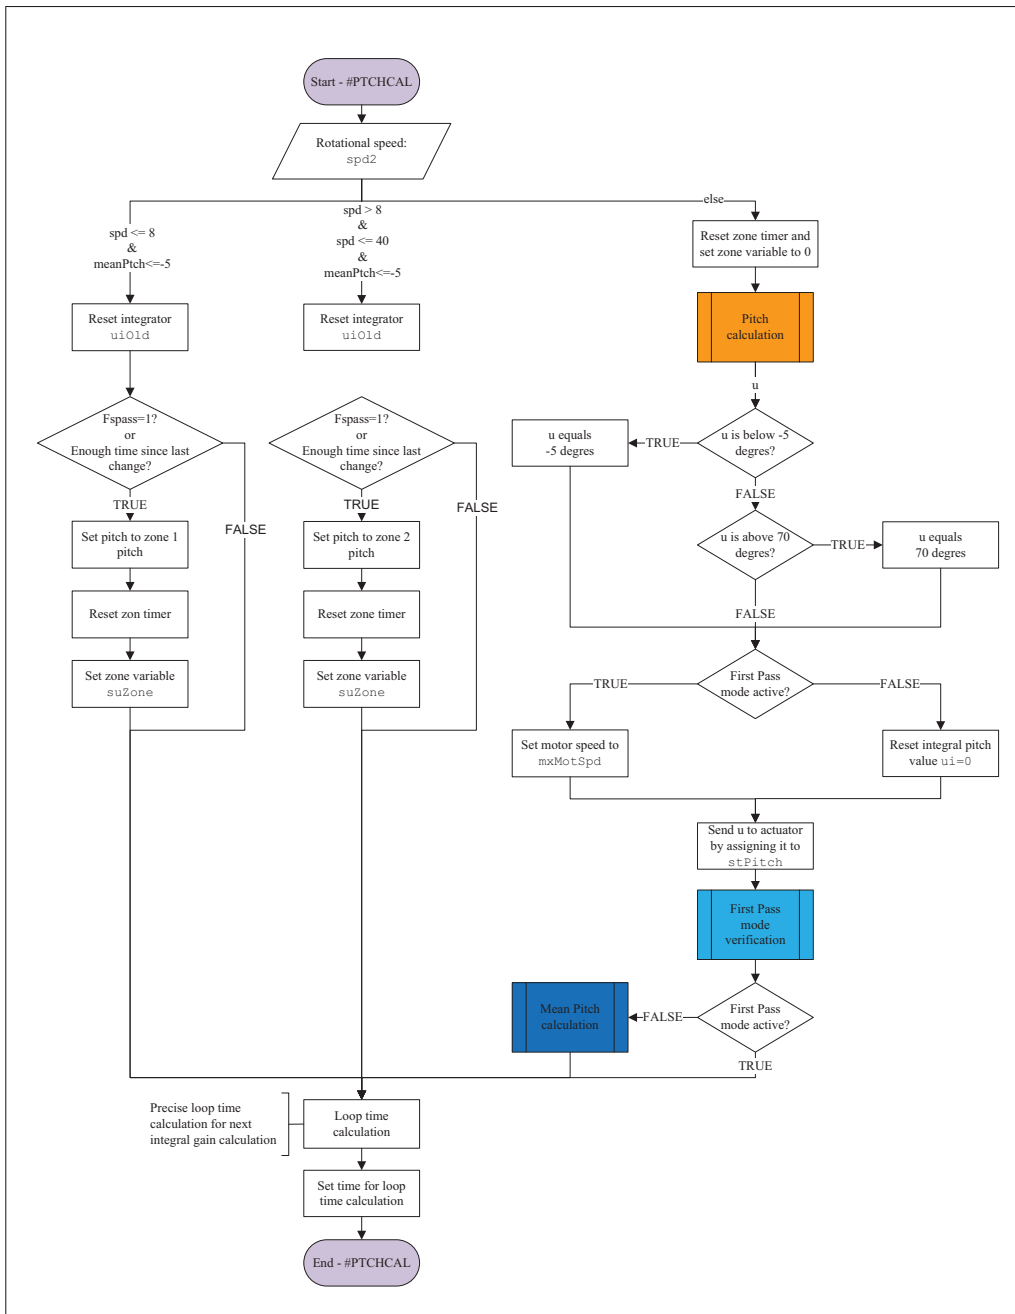 Start - #PTCHCAL
Rotational speed:
spd2
spd <= 8
&
meanPtch<=-5
spd > 8
&
spd <= 40
&
meanPtch<=-5
else
Reset integrator
uiOld
Reset integrator
uiOld
Reset zone timer and
set zone variable to 0
Pitch
calculation
u
Fspass=1?
or
Enough time since last
change?
Fspass=1?
or
Enough time since last
change?
u equals
-5 degres
TRUE
u is below -5
degres?
FALSE
TRUE
FALSE
TRUE
FALSE
Set pitch to zone 1
pitch
Set pitch to zone 2
pitch
u is above 70
degres?
TRUE
u equals
70 degres
Reset zon timer
Reset zone timer
FALSE
Set zone variable
suZone
Set zone variable
suZone
TRUE
First Pass
mode active?
FALSE
Set motor speed to
mxMotSpd
Reset integral pitch
value ui=0
Send u to actuator
by assigning it to
stPitch
First Pass
mode
verification
Mean Pitch
calculation
FALSE
First Pass
mode active?
TRUE
Precise loop time
calculation for next
integral gain calculation
Loop time
calculation
Set time for loop
time calculation
End - #PTCHCAL